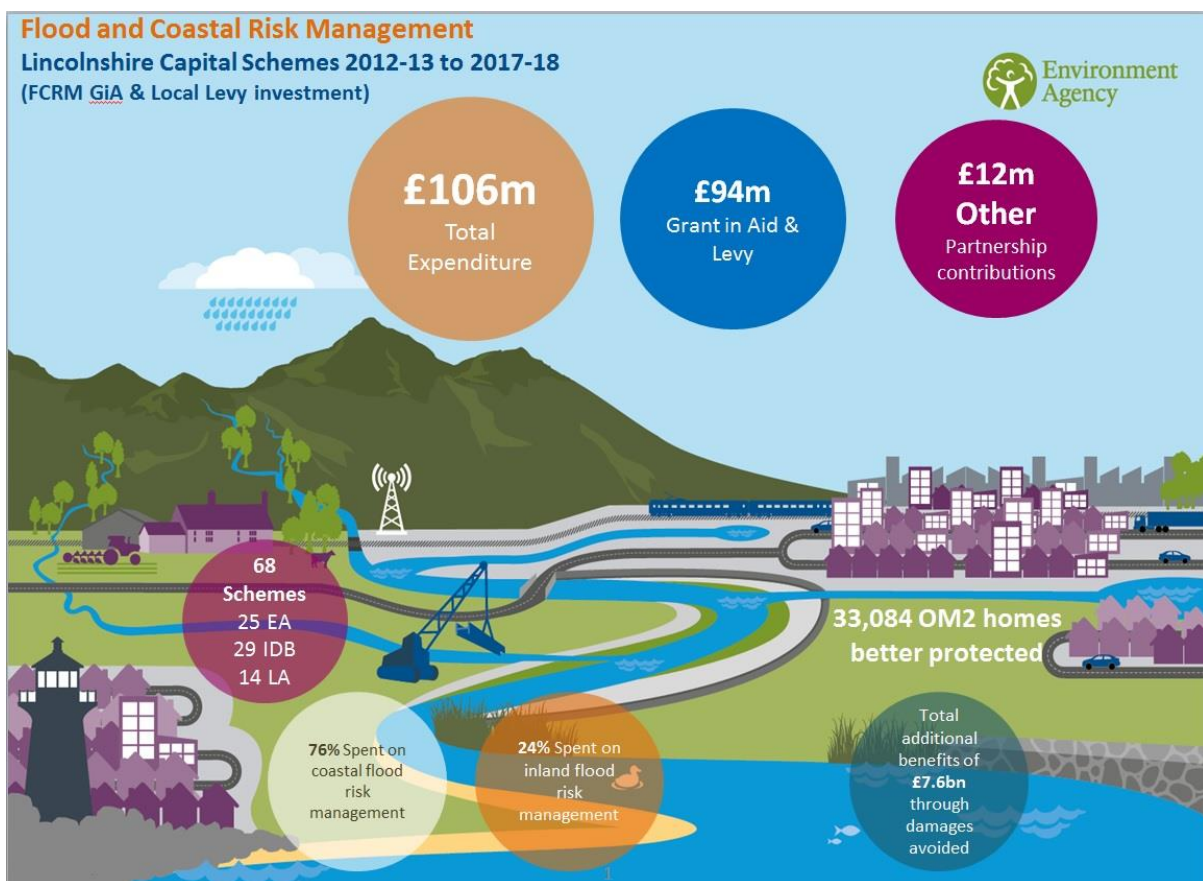 Flood and Coastal Risk Management
Lincolnshire Capital Schemes 2012-13 to 2017-18
(FCRM GiA & Local Levy investment)
Environment
Agency
£106m
Total
Expenditure
£94m
Grant in Aid &
Levy
£12m
Other
Partnership
contributions
68
Schemes
25 EA
29 IDB
14 LA
33,084 OM2 homes
better protected
76% Spent on
coastal flood
risk
management
24% Spent on
inland flood
risk
management
Total
additional
benefits of
£7.6bn
through
damages
avoided
1